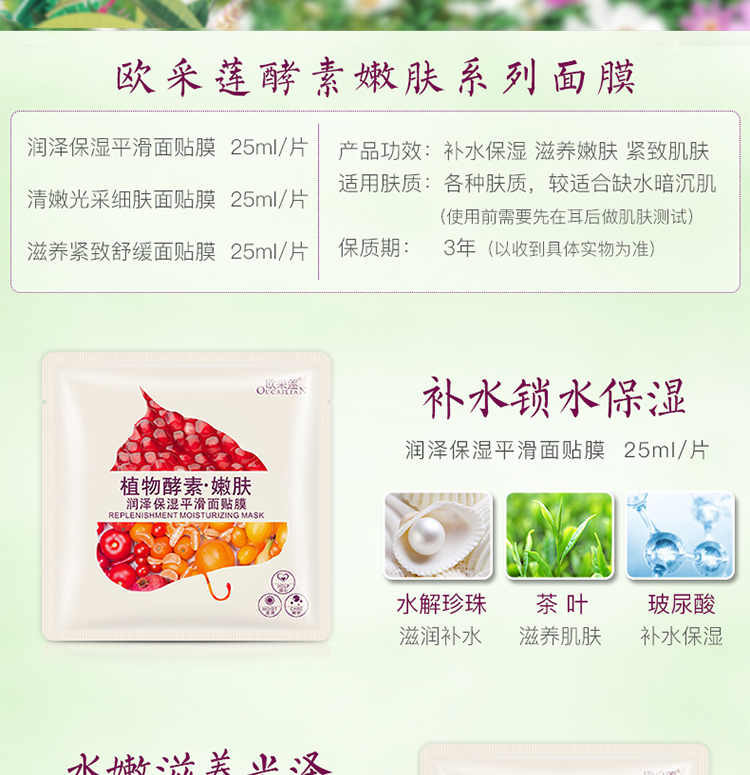 欧采莲酵素嫩肤系列面膜
润泽保湿平滑面贴膜 25ml/片
清嫩光采细肤面贴膜 25ml/片
滋养紧致舒缓面贴膜 25ml/片
产品功效：补水保湿 滋养嫩肤 紧致肌肤
适用肤质：各种肤质，较适合缺水暗沉肌
（使用前需要先在耳后做肌肤测试）
保质期： 3年（以收到具体实物为准）
欧采莲
OUCAILIAN
植物酵素·嫩肤
润泽保湿平滑面贴膜
REPLENISHMENT MOISTURIZING MASK
补水锁水保湿
润泽保湿平滑面贴膜 25ml/片
水解珍珠
滋润补水
茶叶
滋养肌肤
玻尿酸
补水保湿
水嫩滋养光泽